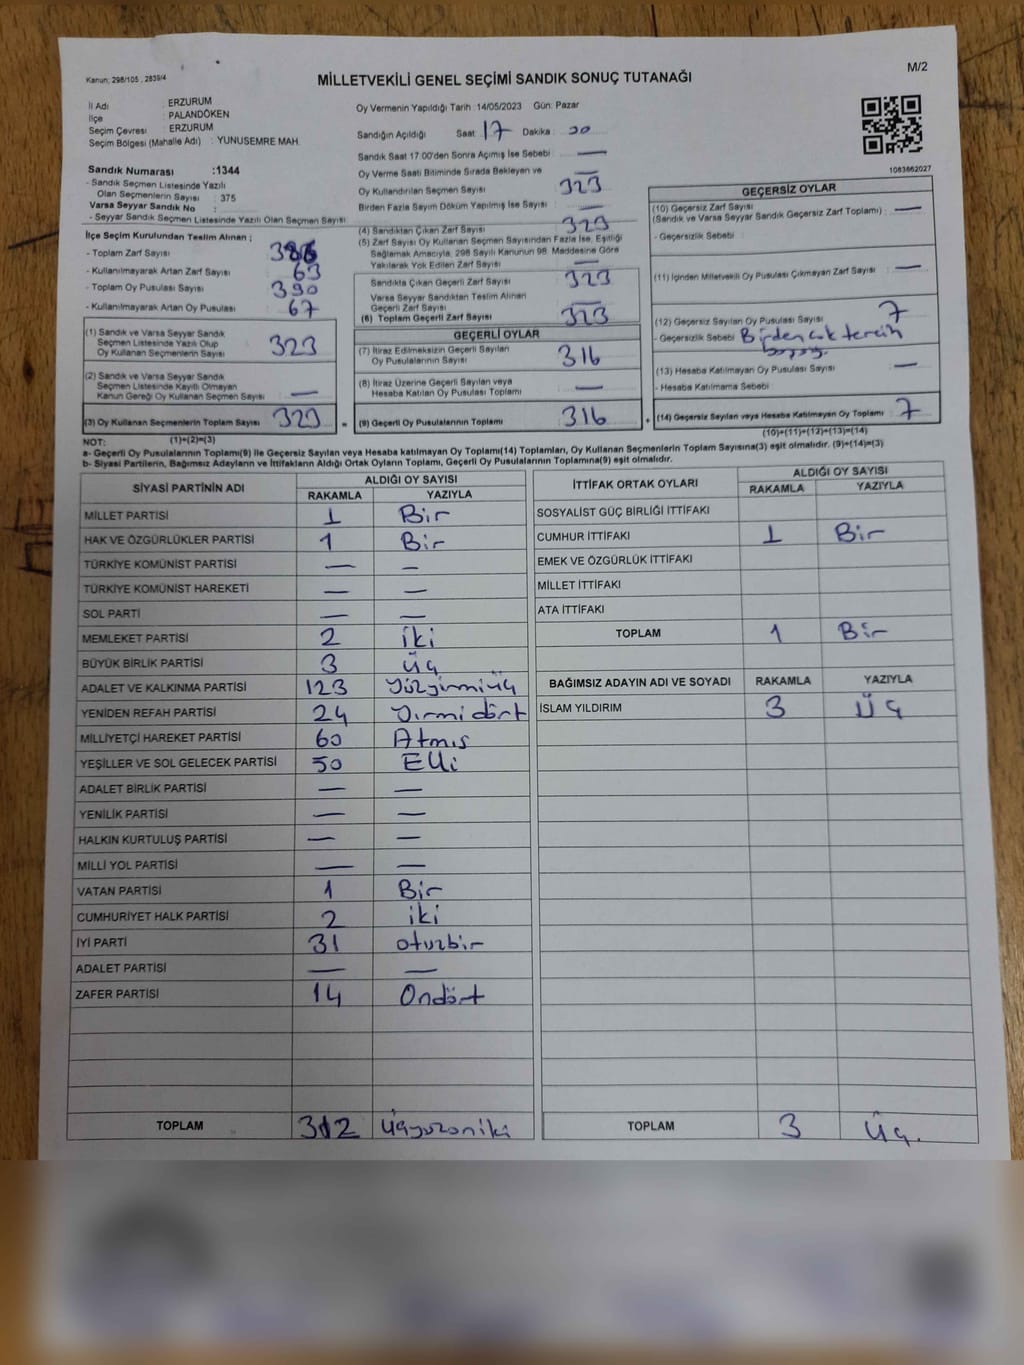 Kanun; 298/105 , 2839/4
MİLLETVEKİLİ GENEL SEÇİMİ SANDIK SONUÇ TUTANAĞI
M/2
İl Adı : ERZURUM
İlçe : PALANDÖKEN
Seçim Çevresi : ERZURUM
Seçim Bölgesi (Mahalle Adı) : YUNUSEMRE MAH.
Sandık Numarası :1344
- Sandık Seçmen Listesinde Yazılı
Olan Seçmenlerin Sayısı : 375
Varsa Seyyar Sandık No :
- Seyyar Sandık Seçmen Listesinde Yazılı Olan Seçmen Sayısı
İlçe Seçim Kurulundan Teslim Alınan ;
- Toplam Zarf Sayısı 386
- Kullanılmayarak Artan Zarf Sayısı 63
- Toplam Oy Pusulası Sayısı 390
- Kullanılmayarak Artan Oy Pusulası 67
(1) Sandık ve Varsa Seyyar Sandık
Seçmen Listesinde Yazılı Olup
Oy Kullanan Seçmenlerin Sayısı 323
(2) Sandık ve Varsa Seyyar Sandık
Seçmen Listesinde Kayıtlı Olmayan
Kanun Gereği Oy Kullanan Seçmen Sayısı —
(3) Oy Kullanan Seçmenlerin Toplam Sayısı 323
(1)+(2)=(3)
Oy Vermenin Yapıldığı Tarih : 14/05/2023 Gün: Pazar
Sandığın Açıldığı Saat : 17 Dakika : 30
Sandık Saat 17.00'den Sonra Açılmış İse Sebebi : —
Oy Verme Saati Bitiminde Sırada Bekleyen ve
Oy Kullandırılan Seçmen Sayısı 323
Birden Fazla Sayım Döküm Yapılmış İse Sayısı : —
(4) Sandıktan Çıkan Zarf Sayısı 323
(5) Zarf Sayısı Oy Kullanan Seçmen Sayısından Fazla İse, Eşitliği
Sağlamak Amacıyla, 298 Sayılı Kanunun 98. Maddesine Göre
Yakılarak Yok Edilen Zarf Sayısı —
Sandıkta Çıkan Geçerli Zarf Sayısı 323
Varsa Seyyar Sandıktan Teslim Alınan
Geçerli Zarf Sayısı —
(6) Toplam Geçerli Zarf Sayısı 323
GEÇERLİ OYLAR
(7) İtiraz Edilmeksizin Geçerli Sayılan
Oy Pusulalarının Sayısı 316
(8) İtiraz Üzerine Geçerli Sayılan veya
Hesaba Katılan Oy Pusulası Toplamı —
= (9) Geçerli Oy Pusulalarının Toplamı 316 +
1083862027
GEÇERSİZ OYLAR
(10) Geçersiz Zarf Sayısı
(Sandık ve Varsa Seyyar Sandık Geçersiz Zarf Toplamı) : —
- Geçersizlik Sebebi :
(11) İçinden Milletvekili Oy Pusulası Çıkmayan Zarf Sayısı —
(12) Geçersiz Sayılan Oy Pusulası Sayısı 7
- Geçersizlik Sebebi Birden çok tercih
(13) Hesaba Katılmayan Oy Pusulası Sayısı —
- Hesaba Katılmama Sebebi
(14) Geçersiz Sayılan veya Hesaba Katılmayan Oy Toplamı 7
(10)+(11)+(12)+(13)=(14)
NOT:
a- Geçerli Oy Pusulalarının Toplamı(9) ile Geçersiz Sayılan veya Hesaba katılmayan Oy Toplamı(14) Toplamları, Oy Kullanan Seçmenlerin Toplam Sayısına(3) eşit olmalıdır. (9)+(14)=(3)
b- Siyasi Partilerin, Bağımsız Adayların ve İttifakların Aldığı Ortak Oyların Toplamı, Geçerli Oy Pusulalarının Toplamına(9) eşit olmalıdır.
SİYASİ PARTİNİN ADI ALDIĞI OY SAYISI
RAKAMLA YAZIYLA
MİLLET PARTİSİ 1 Bir
HAK VE ÖZGÜRLÜKLER PARTİSİ 1 Bir
TÜRKİYE KOMÜNİST PARTİSİ — —
TÜRKİYE KOMÜNİST HAREKETİ — —
SOL PARTİ — —
MEMLEKET PARTİSİ 2 iki
BÜYÜK BİRLİK PARTİSİ 3 üç
ADALET VE KALKINMA PARTİSİ 123 Yüzyirmiüç
YENİDEN REFAH PARTİSİ 24 Yirmidört
MİLLİYETÇİ HAREKET PARTİSİ 60 Atmış
YEŞİLLER VE SOL GELECEK PARTİSİ 50 Elli
ADALET BİRLİK PARTİSİ — —
YENİLİK PARTİSİ — —
HALKIN KURTULUŞ PARTİSİ — —
MİLLİ YOL PARTİSİ — —
VATAN PARTİSİ 1 Bir
CUMHURİYET HALK PARTİSİ 2 iki
İYİ PARTİ 31 oturbir
ADALET PARTİSİ — —
ZAFER PARTİSİ 14 Ondört
TOPLAM 312 üçyüzoniki
İTTİFAK ORTAK OYLARI ALDIĞI OY SAYISI
RAKAMLA YAZIYLA
SOSYALİST GÜÇ BİRLİĞİ İTTİFAKI
CUMHUR İTTİFAKI 1 Bir
EMEK VE ÖZGÜRLÜK İTTİFAKI
MİLLET İTTİFAKI
ATA İTTİFAKI
TOPLAM 1 Bir
BAĞIMSIZ ADAYIN ADI VE SOYADI RAKAMLA YAZIYLA
İSLAM YILDIRIM 3 Üç
TOPLAM 3 üç.